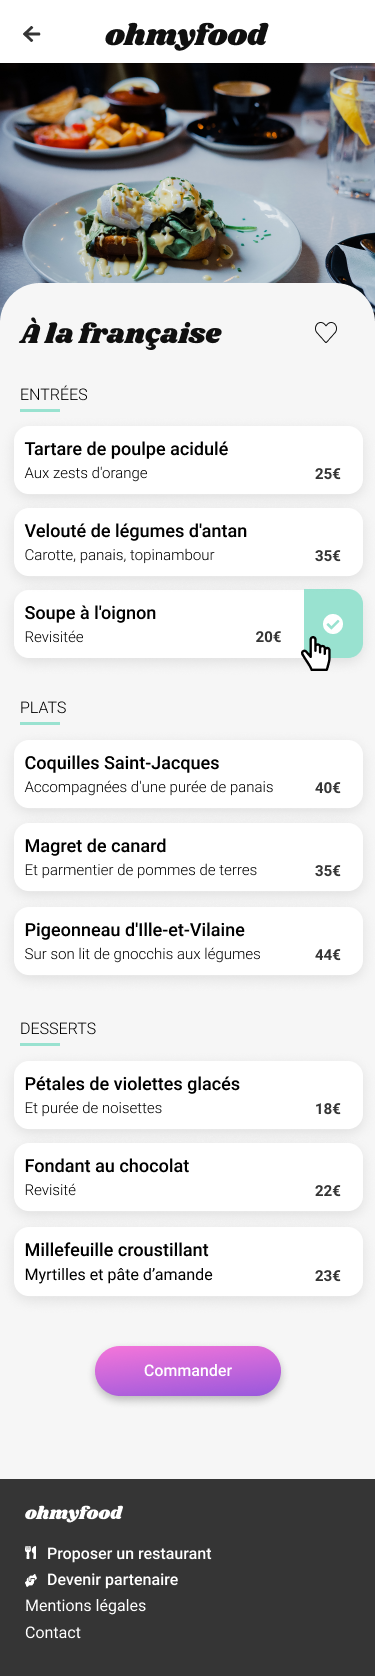 ohmyfood
À la française
ENTRÉES
Tartare de poulpe acidulé
Aux zests d'orange
25€
Velouté de légumes d'antan
Carotte, panais, topinambour
35€
Soupe à l'oignon
Revisitée
20€
PLATS
Coquilles Saint-Jacques
Accompagnées d'une purée de panais
40€
Magret de canard
Et parmentier de pommes de terres
35€
Pigeonneau d'Ille-et-Vilaine
Sur son lit de gnocchis aux légumes
44€
DESSERTS
Pétales de violettes glacés
Et purée de noisettes
18€
Fondant au chocolat
Revisité
22€
Millefeuille croustillant
Myrtilles et pâte d’amande
23€
Commander
ohmyfood
Proposer un restaurant
Devenir partenaire
Mentions légales
Contact